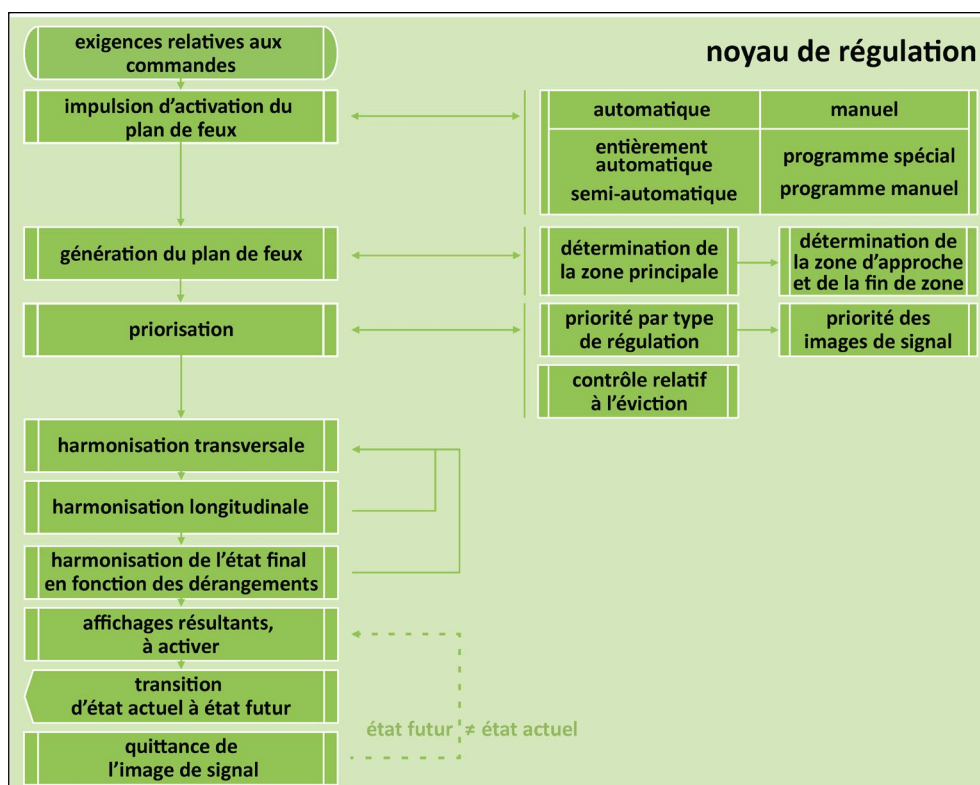 noyau de régulation
exigences relatives aux
commandes
impulsion d'activation du
plan de feux
automatique
manuel
entièrement
automatique
semi-automatique
programme spécial
programme manuel
génération du plan de feux
détermination de
la zone principale
détermination de
la zone d'approche
et de la fin de zone
priorisation
priorité par type
de régulation
priorité des
images de signal
contrôle relatif
à l'éviction
harmonisation transversale
harmonisation longitudinale
harmonisation de l'état final
en fonction des dérangements
affichages résultants,
à activer
transition
d'état actuel à état futur
état futur ≠ état actuel
quittance de
l'image de signal